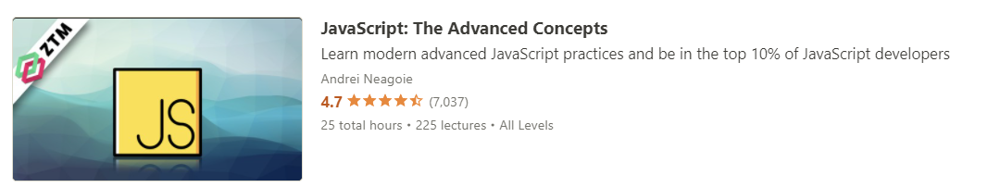 ZTM
JS
JavaScript: The Advanced Concepts
Learn modern advanced JavaScript practices and be in the top 10% of JavaScript developers
Andrei Neagoie
4.7 (7,037)
25 total hours • 225 lectures • All Levels